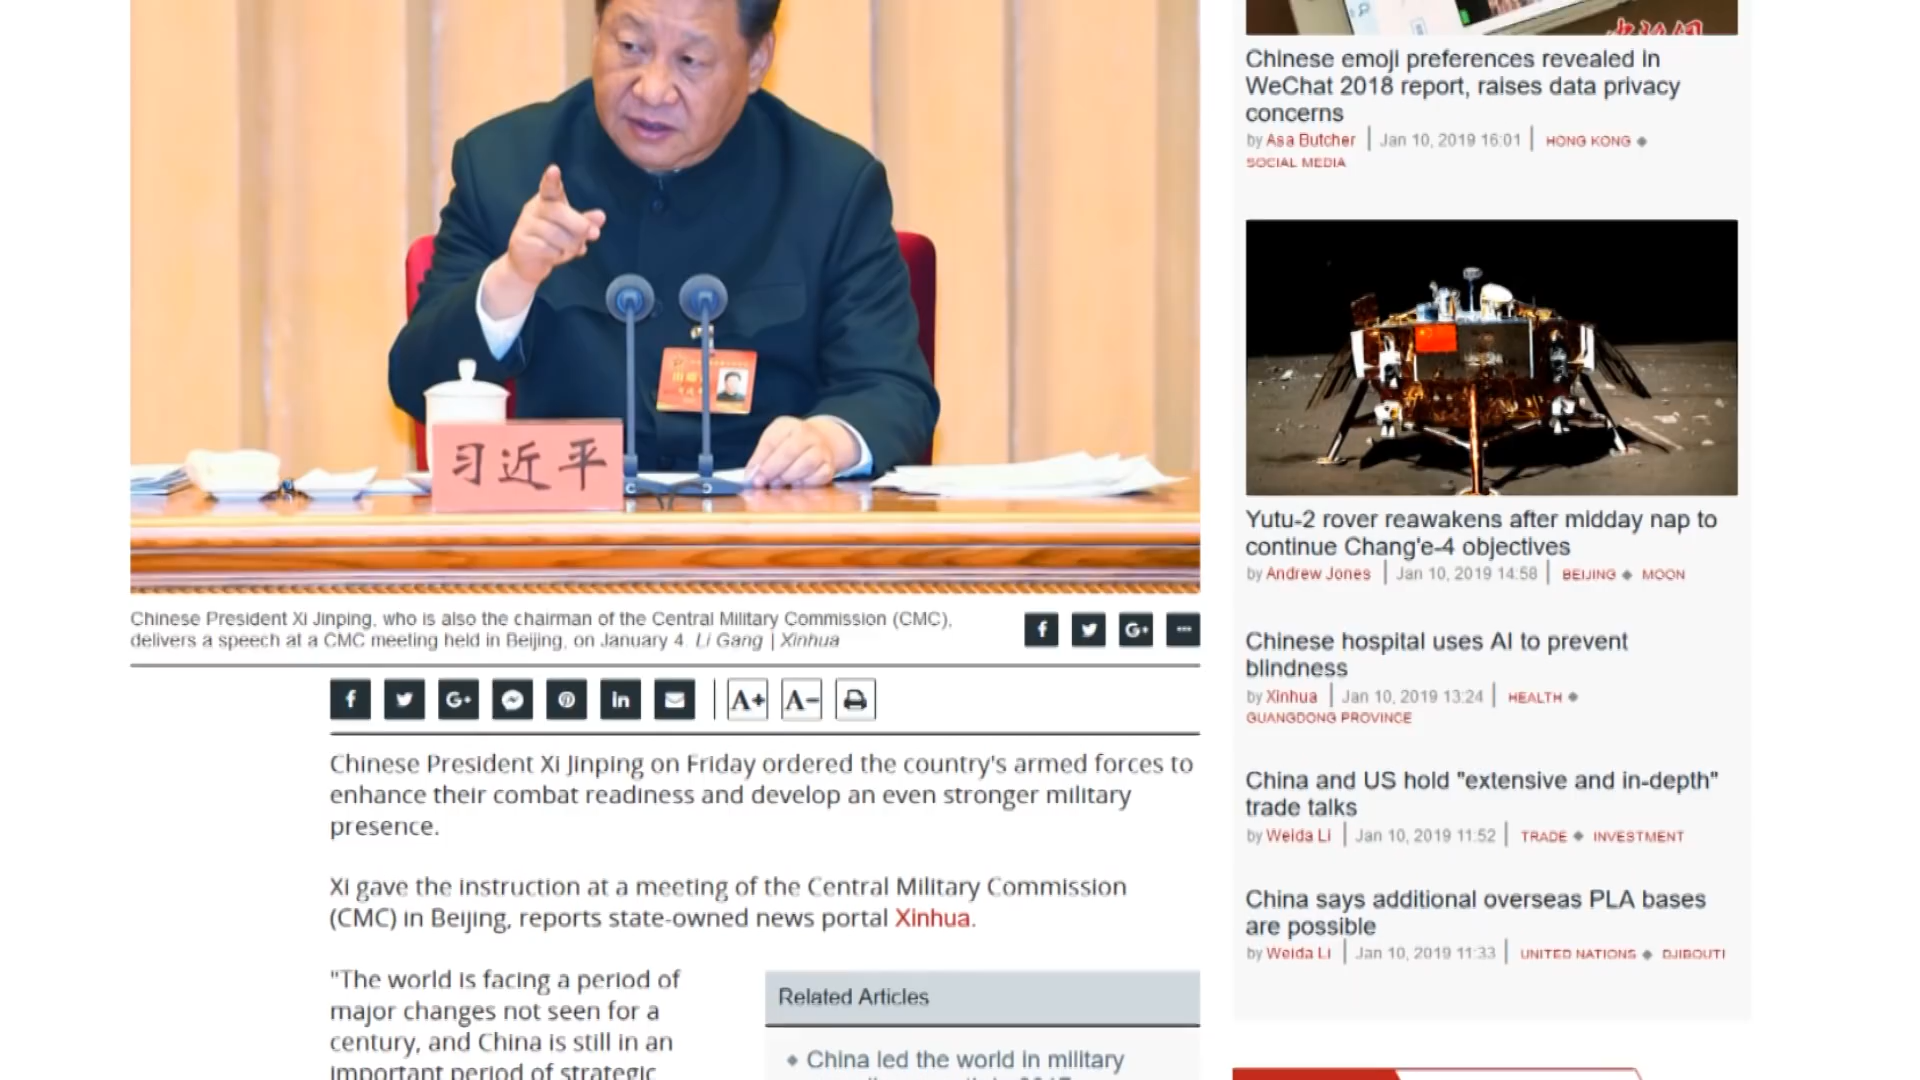 习近平
Chinese President Xi Jinping, who is also the chairman of the Central Military Commission (CMC),
delivers a speech at a CMC meeting held in Beijing, on January 4. Li Gang | Xinhua
A+ A-
Chinese President Xi Jinping on Friday ordered the country's armed forces to
enhance their combat readiness and develop an even stronger military
presence.
Xi gave the instruction at a meeting of the Central Military Commission
(CMC) in Beijing, reports state-owned news portal Xinhua.
"The world is facing a period of
major changes not seen for a
century, and China is still in an
important period of strategic
Related Articles
China led the world in military
Chinese emoji preferences revealed in
WeChat 2018 report, raises data privacy
concerns
by Asa Butcher | Jan 10, 2019 16:01 | HONG KONG ◆
SOCIAL MEDIA
Yutu-2 rover reawakens after midday nap to
continue Chang'e-4 objectives
by Andrew Jones | Jan 10, 2019 14:58 | BEIJING ◆ MOON
Chinese hospital uses AI to prevent
blindness
by Xinhua | Jan 10, 2019 13:24 | HEALTH ◆
GUANGDONG PROVINCE
China and US hold "extensive and in-depth"
trade talks
by Weida Li | Jan 10, 2019 11:52 | TRADE ◆ INVESTMENT
China says additional overseas PLA bases
are possible
by Weida Li | Jan 10, 2019 11:33 | UNITED NATIONS ◆ DJIBOUTI